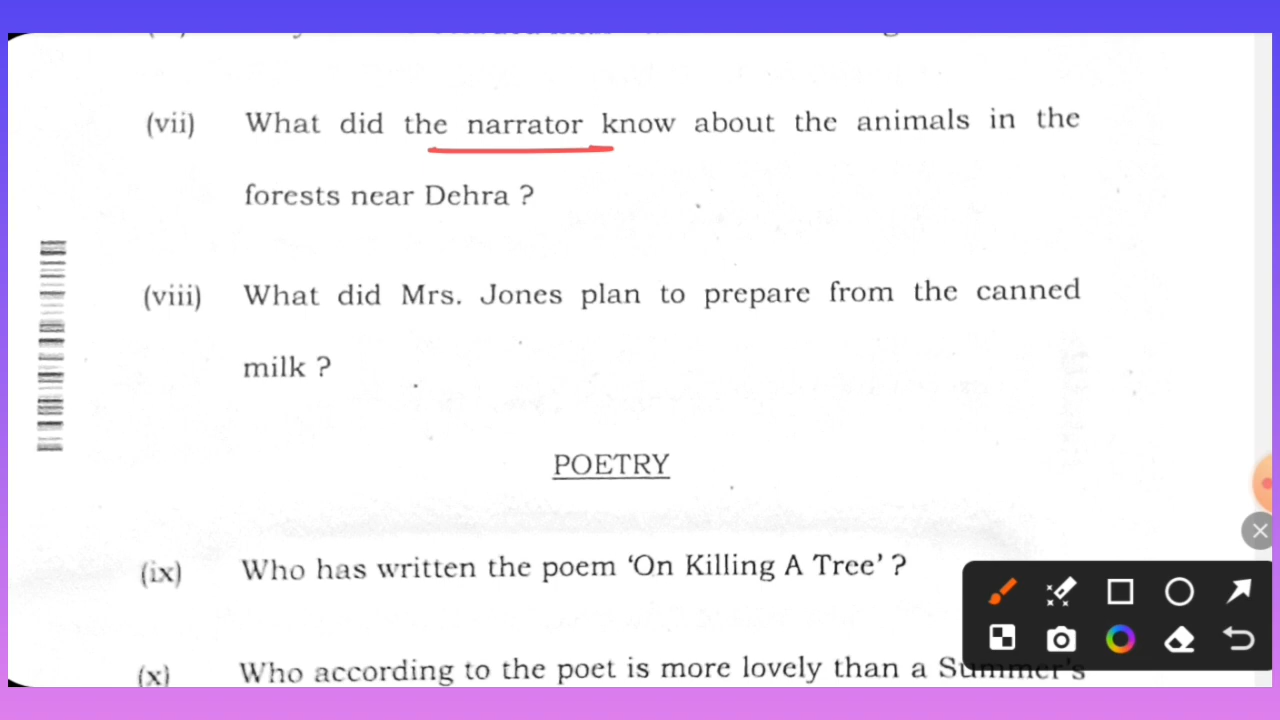 (vii) What did the narrator know about the animals in the
forests near Dehra ?
(viii) What did Mrs. Jones plan to prepare from the canned
milk ?
POETRY
(ix) Who has written the poem ‘On Killing A Tree’ ?
(x) Who according to the poet is more lovely than a Summer's